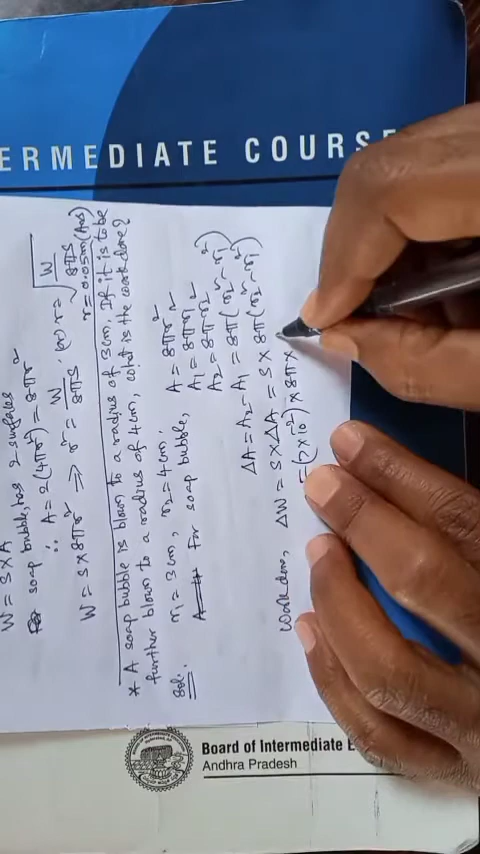 ERMEDIATE COURSE
W = S × A
For soap bubble, has 2 surfaces
∴ A = 2(4πr²) = 8πr²
W = S × 8πr² ⇒ r² = W/8πS (or) r = √(W/8πS)
r = 0.05m (Ans)
* A soap bubble is blown to a radius of 3cm. If it is to be
further blown to a radius of 4cm, what is the work done?
Sol. r₁ = 3cm, r₂ = 4cm;
For soap bubble, A = 8πr²
A₁ = 8πr₁²
A₂ = 8πr₂²
ΔA = A₂ - A₁ = 8π(r₂² - r₁²)
work done, ΔW = S × ΔA = S × 8π(r₂² - r₁²)
= (7×10⁻²) × 8π ×
Board of Intermediate E
Andhra Pradesh